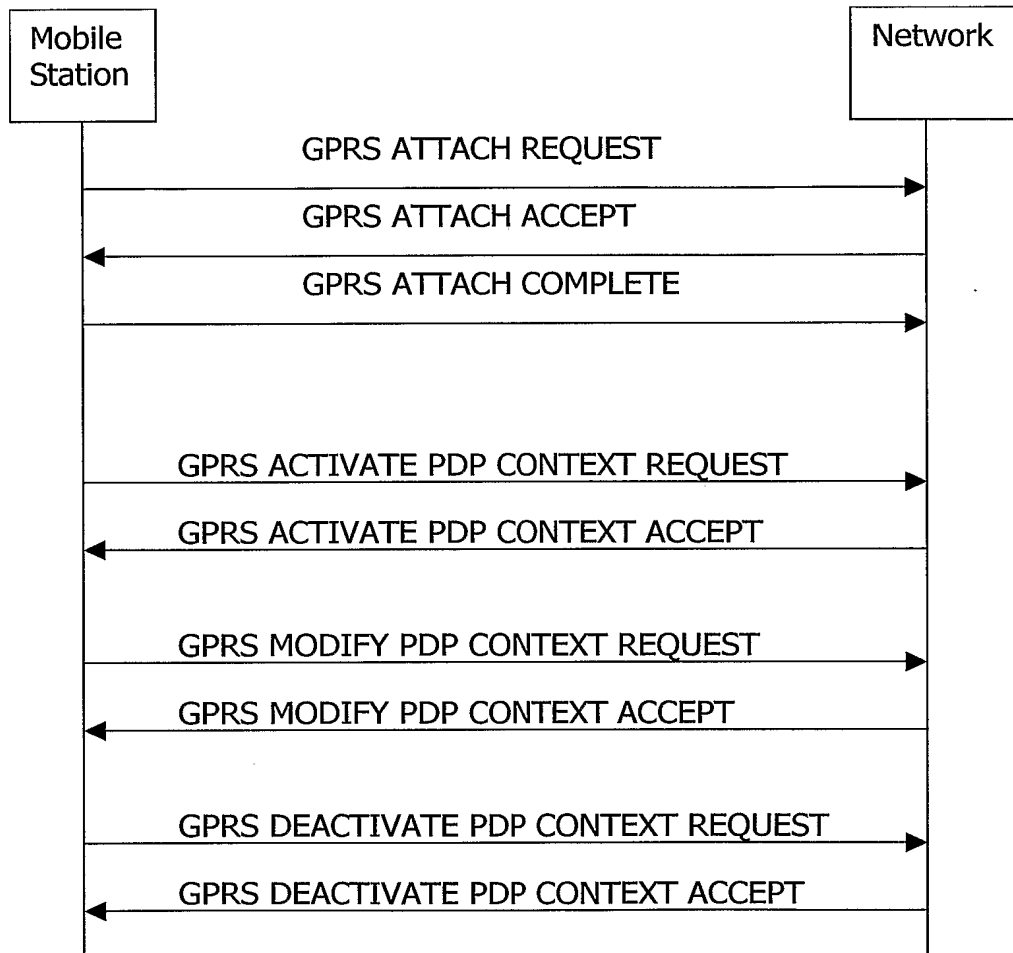 Mobile
Station
Network
GPRS ATTACH REQUEST
GPRS ATTACH ACCEPT
GPRS ATTACH COMPLETE
GPRS ACTIVATE PDP CONTEXT REQUEST
GPRS ACTIVATE PDP CONTEXT ACCEPT
GPRS MODIFY PDP CONTEXT REQUEST
GPRS MODIFY PDP CONTEXT ACCEPT
GPRS DEACTIVATE PDP CONTEXT REQUEST
GPRS DEACTIVATE PDP CONTEXT ACCEPT